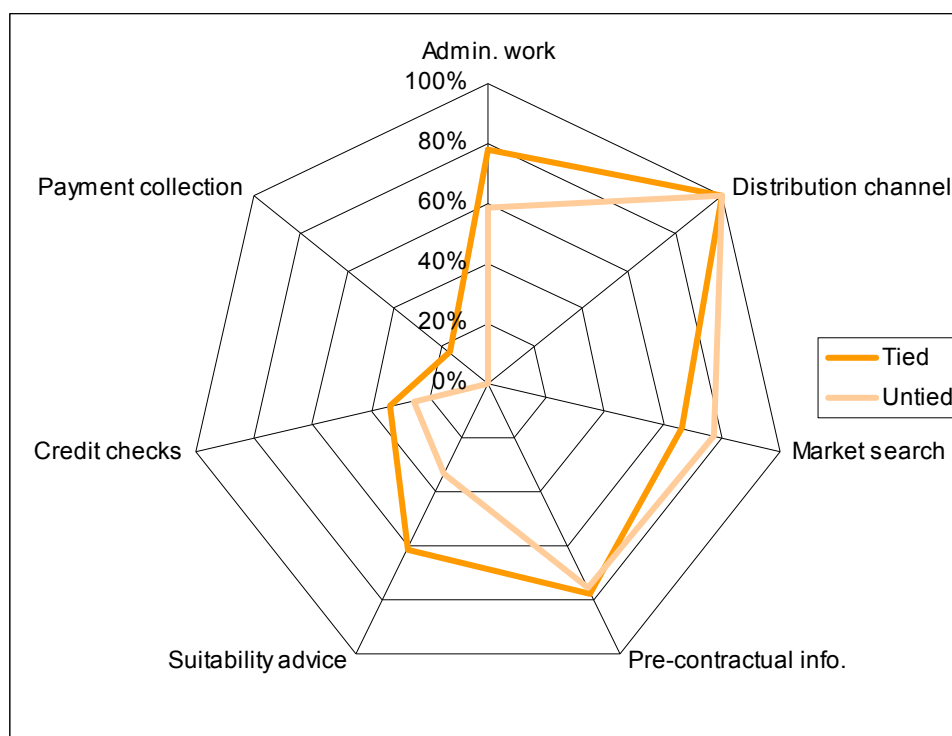 Admin. work
100%
80%
60%
40%
20%
0%
Payment collection
Distribution channel
Credit checks
Market search
Suitability advice
Pre-contractual info.
Tied
Untied